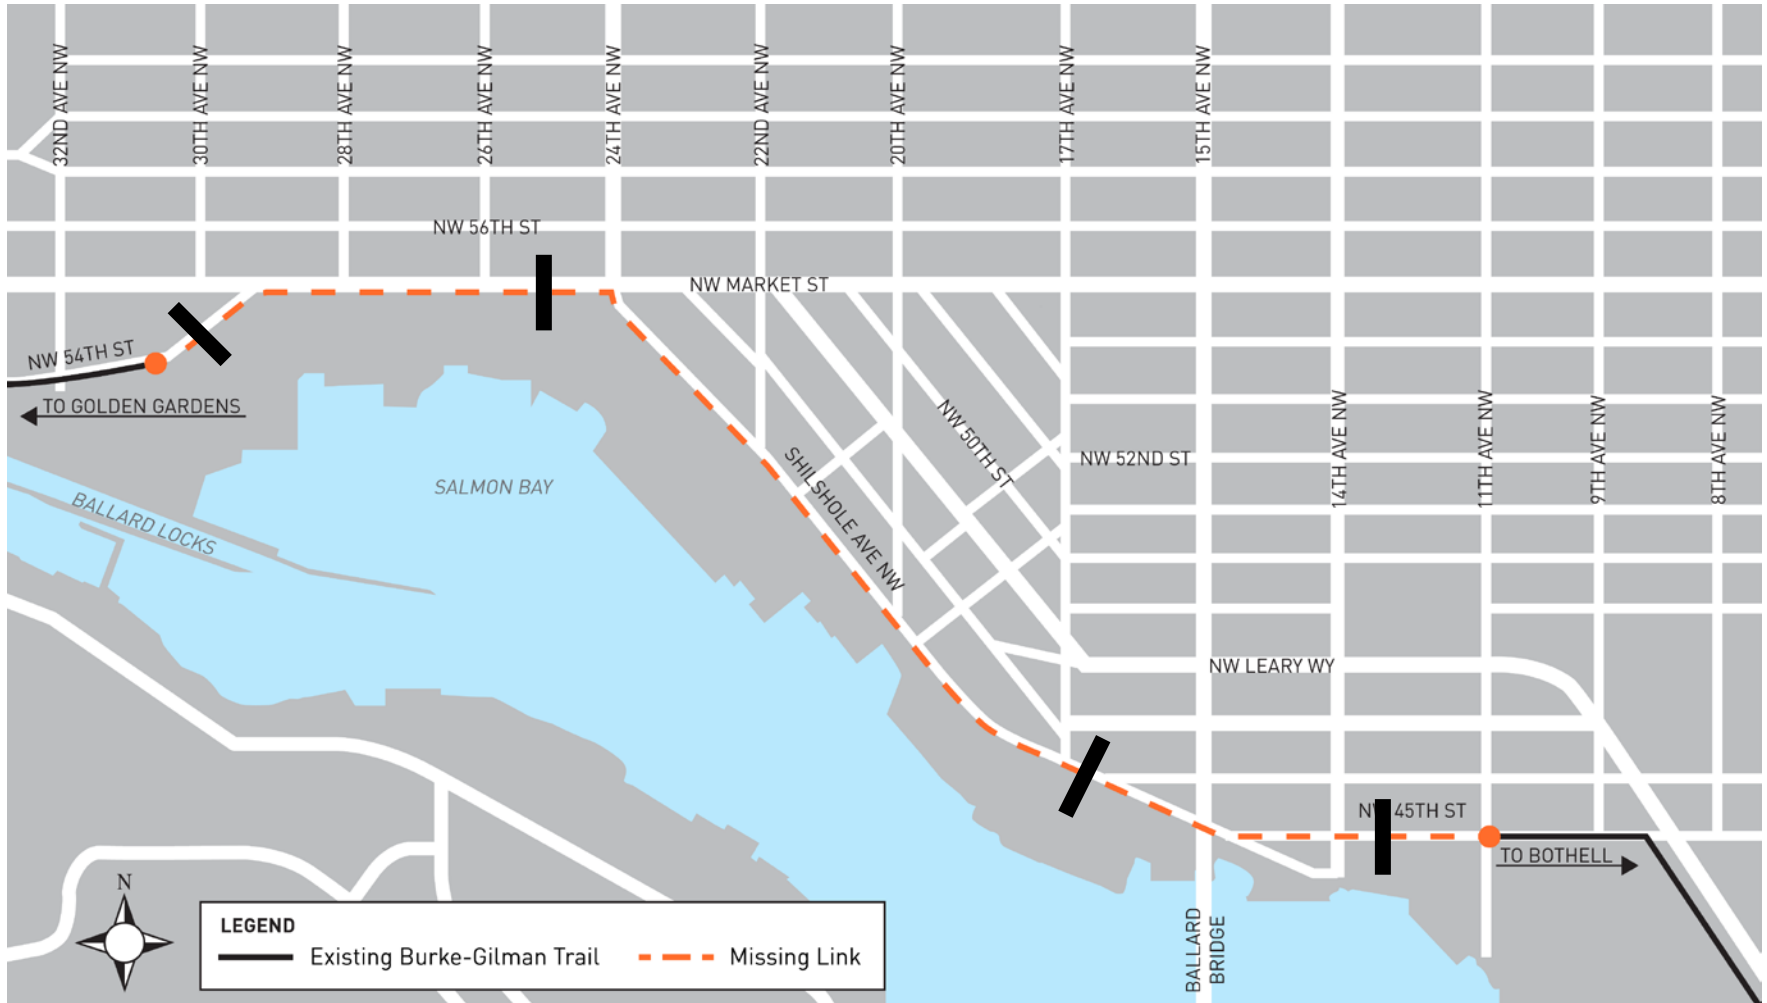 32ND AVE NW
30TH AVE NW
28TH AVE NW
26TH AVE NW
24TH AVE NW
22ND AVE NW
20TH AVE NW
17TH AVE NW
15TH AVE NW
NW 56TH ST
NW MARKET ST
NW 54TH ST
TO GOLDEN GARDENS
SALMON BAY
BALLARD LOCKS
SHILSHOLE AVE NW
NW 50TH ST
NW 52ND ST
14TH AVE NW
11TH AVE NW
9TH AVE NW
8TH AVE NW
NW LEARY WY
45TH ST
TO BOTHELL
BALLARD
BRIDGE
N
LEGEND
Existing Burke-Gilman Trail
Missing Link